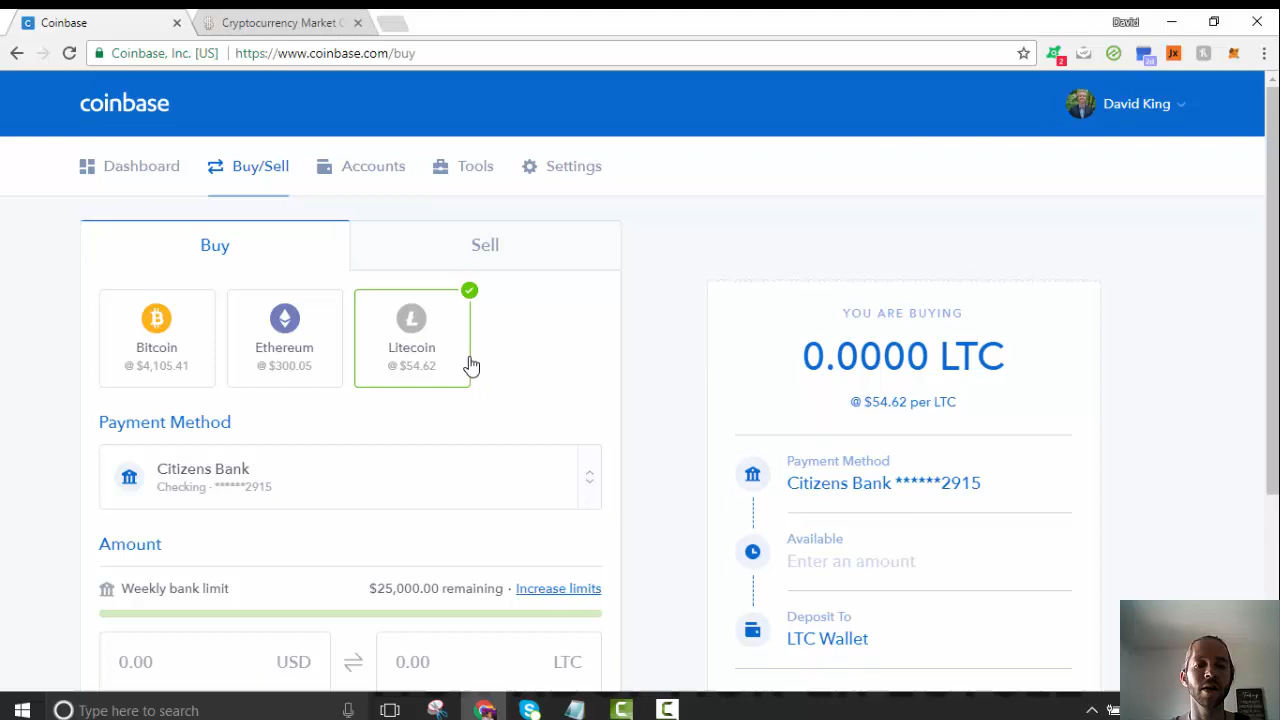 Coinbase
Cryptocurrency Market C
David
Coinbase, Inc. [US] https://www.coinbase.com/buy
2
2d
JX
coinbase
David King
Dashboard Buy/Sell Accounts Tools Settings
Buy Sell
Bitcoin
@ $4,105.41
Ethereum
@ $300.05
Litecoin
@ $54.62
Payment Method
Citizens Bank
Checking - ******2915
Amount
Weekly bank limit $25,000.00 remaining · Increase limits
0.00 USD 0.00 LTC
YOU ARE BUYING
0.0000 LTC
@ $54.62 per LTC
Payment Method
Citizens Bank ******2915
Available
Enter an amount
Deposit To
LTC Wallet
Type here to search